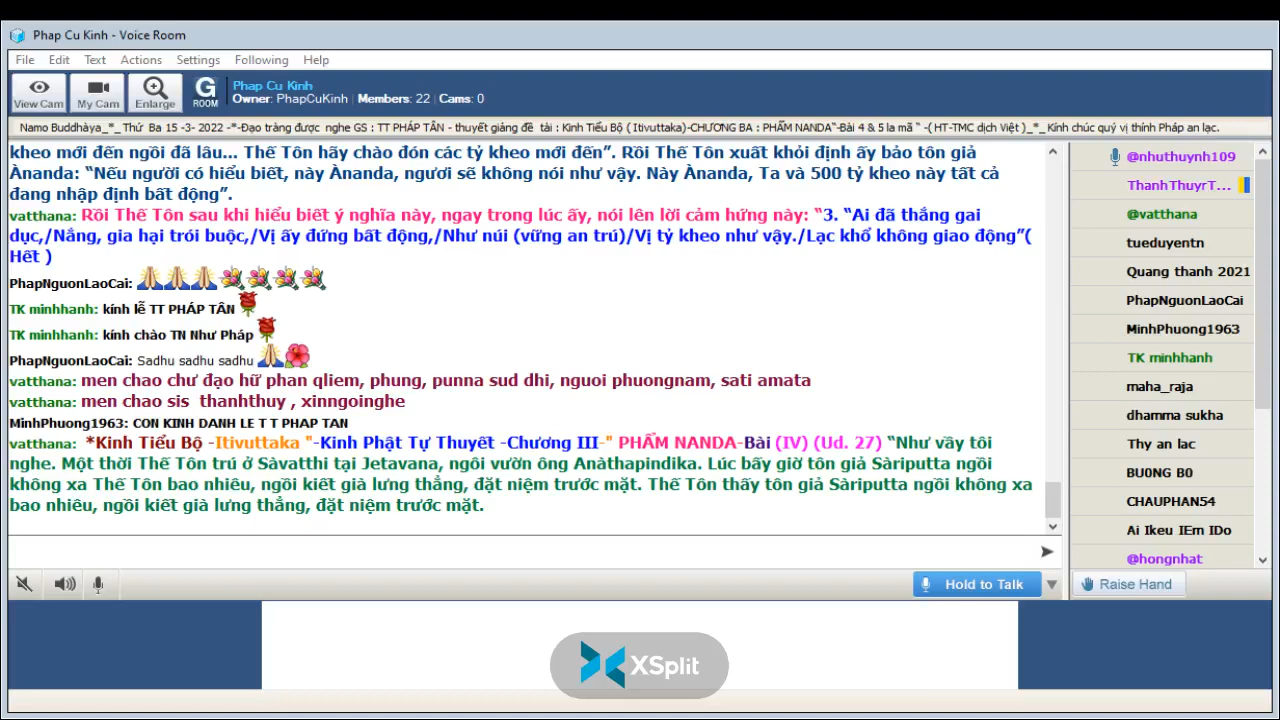 Phap Cu Kinh - Voice Room
File Edit Text Actions Settings Following Help
View Cam My Cam Enlarge G ROOM
Phap Cu Kinh
Owner: PhapCuKinh Members: 22 Cams: 0
Namo Buddhàya_*_ Thứ Ba 15 -3- 2022 -*-Đạo tràng được nghe GS : TT PHÁP TÂN - thuyết giảng đề tài : Kinh Tiểu Bộ ( Itivuttaka)-CHƯƠNG BA : PHẨM NANDA"-Bài 4 & 5 la mã " -( HT-TMC dịch Việt )_*_ Kính chúc quý vị thính Pháp an lạc.
kheo mới đến ngồi đã lâu... Thế Tôn hãy chào đón các tỷ kheo mới đến”. Rồi Thế Tôn xuất khỏi định ấy bảo tôn giả
Ànanda: “Nếu người có hiểu biết, này Ànanda, ngươi sẽ không nói như vậy. Này Ànanda, Ta và 500 tỷ kheo này tất cả
đang nhập định bất động”.
vatthana: Rồi Thế Tôn sau khi hiểu biết ý nghĩa này, ngay trong lúc ấy, nói lên lời cảm hứng này: “3. “Ai đã thắng gai
dục,/Nẳng, gia hại trói buộc,/Vị ấy đứng bất động,/Như núi (vững an trú)/Vị tỷ kheo như vậy./Lạc khổ không giao động”(
Hết )
PhapNguonLaoCai:
TK minhhanh: kính lễ TT PHÁP TÂN
TK minhhanh: kính chào TN Như Pháp
PhapNguonLaoCai: Sadhu sadhu sadhu
vatthana: men chao chư đạo hữ phan qliem, phung, punna sud dhi, nguoi phuongnam, sati amata
vatthana: men chao sis thanhthuy , xinngoinghe
MinhPhuong1963: CON KINH DANH LE T T PHAP TAN
vatthana: *Kinh Tiểu Bộ -Itivuttaka "-Kinh Phật Tự Thuyết -Chương III-" PHẨM NANDA-Bài (IV) (Ud. 27) “Như vầy tôi
nghe. Một thời Thế Tôn trú ở Sàvatthi tại Jetavana, ngôi vườn ông Anàthapindika. Lúc bấy giờ tôn giả Sàriputta ngồi
không xa Thế Tôn bao nhiêu, ngồi kiết già lưng thẳng, đặt niệm trước mặt. Thế Tôn thấy tôn giả Sàriputta ngồi không xa
bao nhiêu, ngồi kiết già lưng thẳng, đặt niệm trước mặt.
@nhuthuynh109
ThanhThuyrT...
@vatthana
tueduyentn
Quang thanh 2021
PhapNguonLaoCai
MinhPhuong1963
TK minhhanh
maha_raja
dhamma sukha
Thy an lac
BU0NG B0
CHAUPHAN54
Ai Ikeu IEm IDo
@hongnhat
Hold to Talk
Raise Hand
XSplit